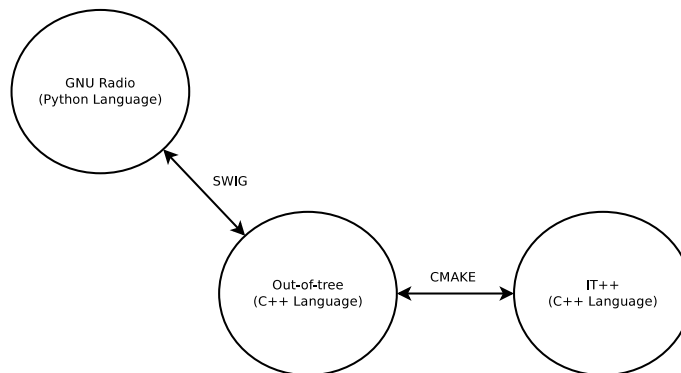 GNU Radio
(Python Language)
SWIG
Out-of-tree
(C++ Language)
CMAKE
IT++
(C++ Language)